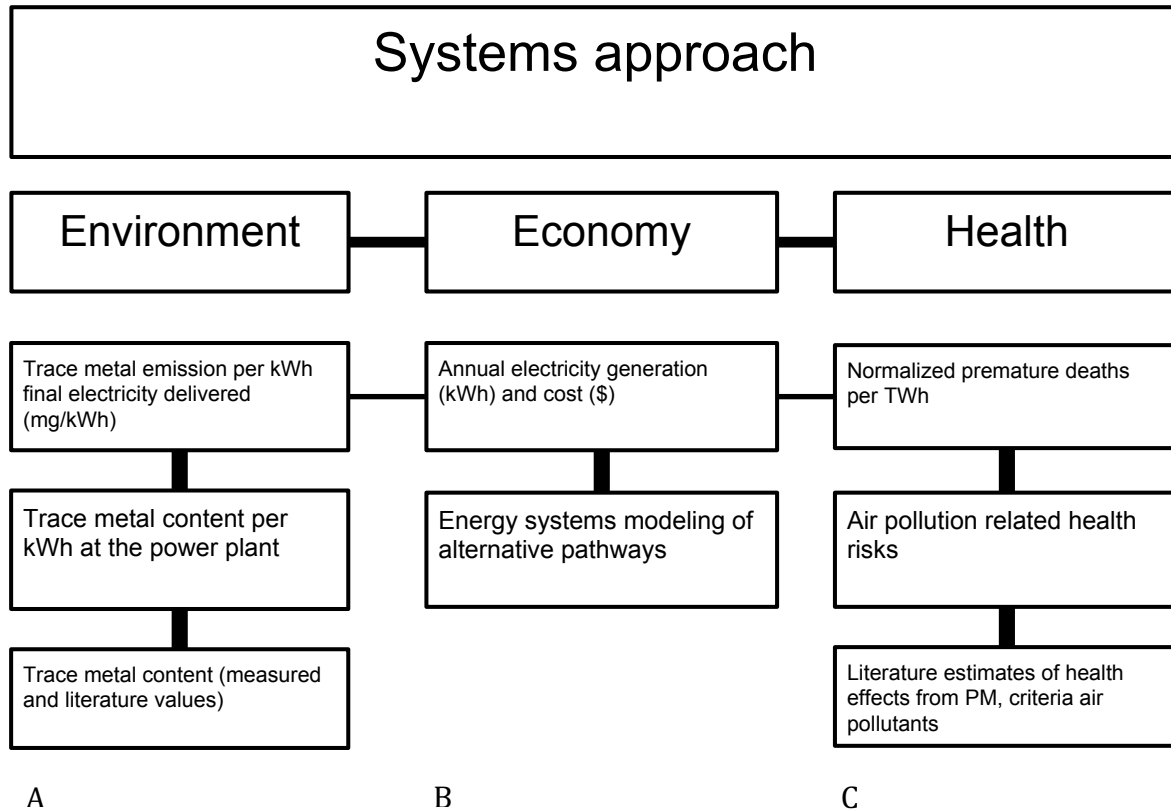 Systems approach
Environment
Economy
Health
Trace metal emission per kWh
final electricity delivered
(mg/kWh)
Annual electricity generation
(kWh) and cost ($)
Normalized premature deaths
per TWh
Trace metal content per
kWh at the power plant
Energy systems modeling of
alternative pathways
Air pollution related health
risks
Trace metal content (measured
and literature values)
Literature estimates of health
effects from PM, criteria air
pollutants
A
B
C